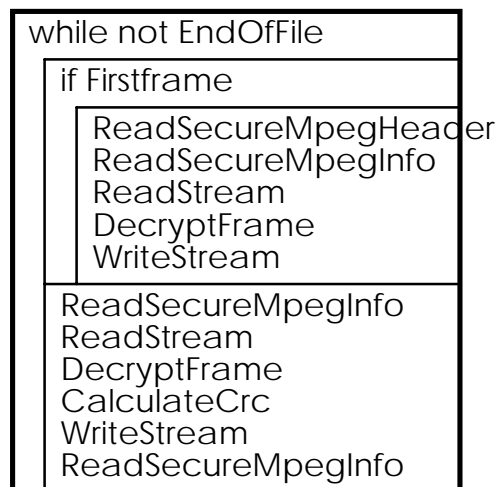 while not EndOfFile
if Firstframe
ReadSecureMpegHeader
ReadSecureMpegInfo
ReadStream
DecryptFrame
WriteStream
ReadSecureMpegInfo
ReadStream
DecryptFrame
CalculateCrc
WriteStream
ReadSecureMpegInfo